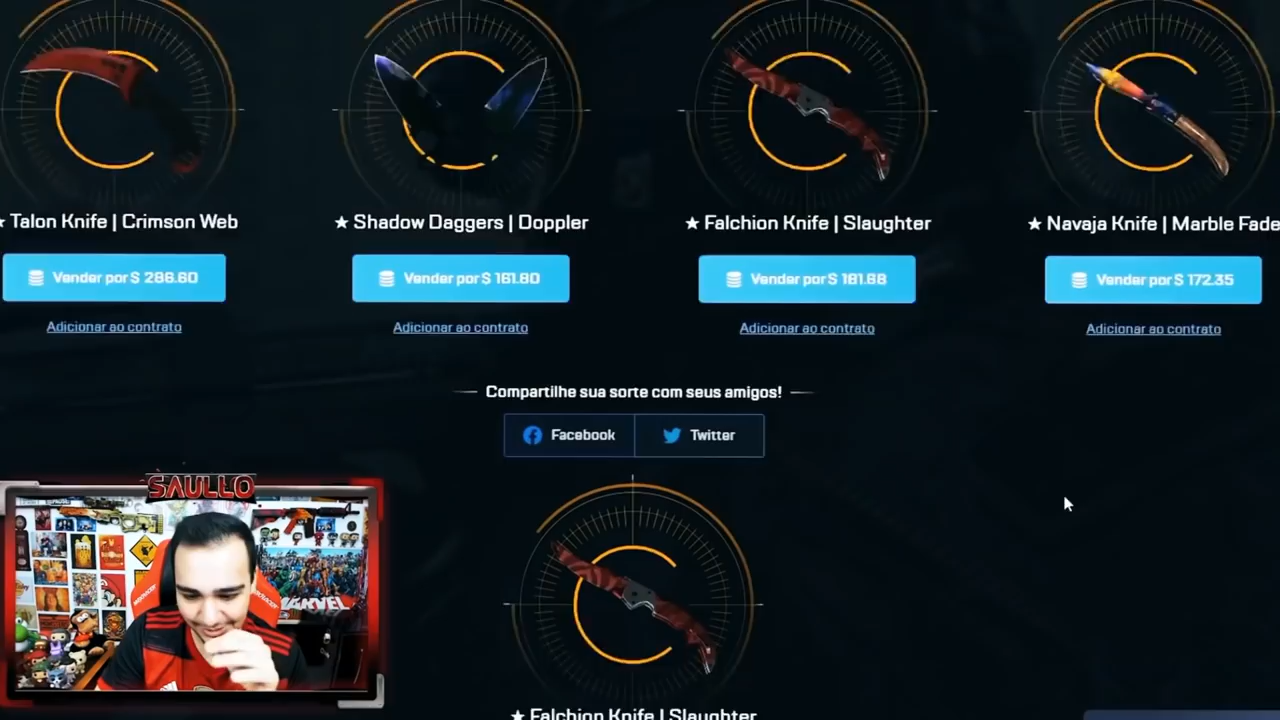 ★ Talon Knife | Crimson Web
★ Shadow Daggers | Doppler
★ Falchion Knife | Slaughter
★ Navaja Knife | Marble Fade
Vender por $ 286.60
Vender por $ 161.80
Vender por $ 181.88
Vender por $ 172.35
Adicionar ao contrato
Adicionar ao contrato
Adicionar ao contrato
Adicionar ao contrato
Compartilhe sua sorte com seus amigos!
Facebook
Twitter
SAULLO
MARVEL
★ Falchion Knife | Slaughter